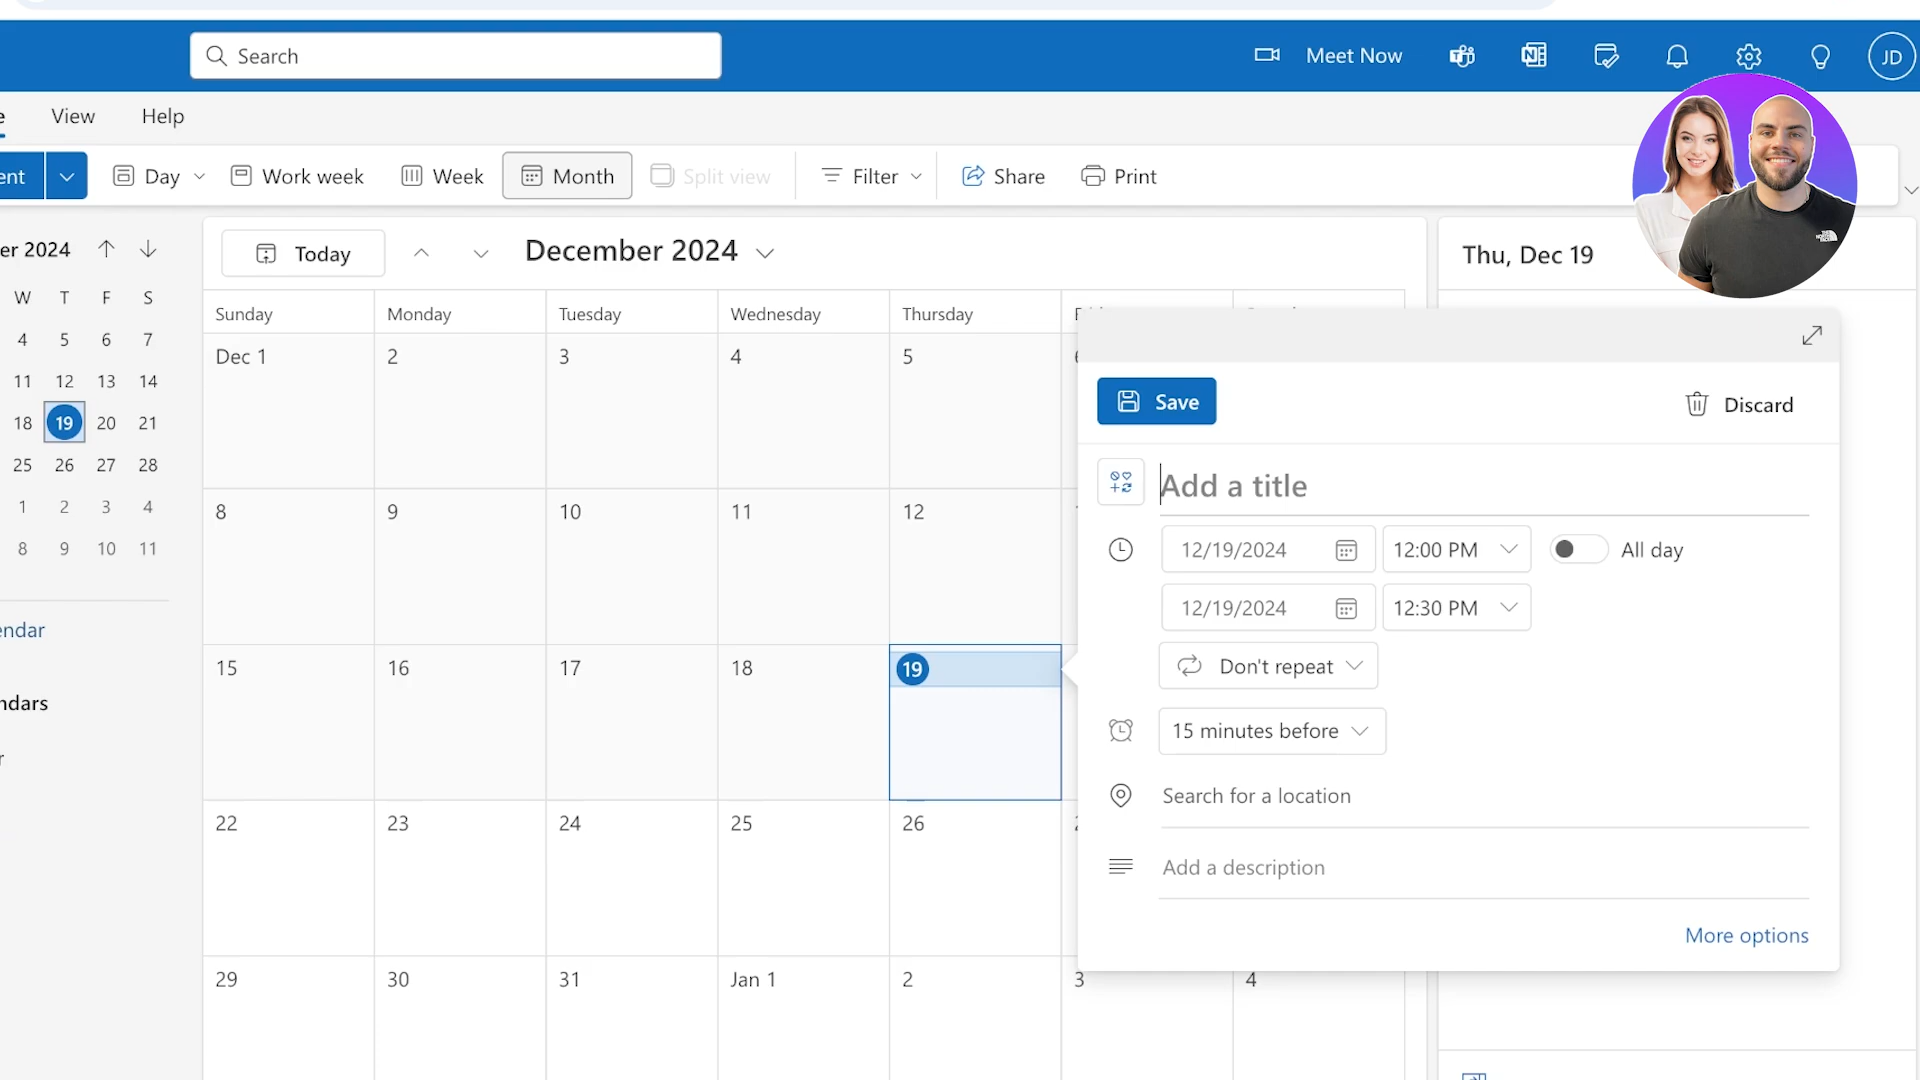 Search
Meet Now
JD
e
View
Help
ent
Day
Work week
Week
Month
Split view
Filter
Share
Print
er 2024
W T F S
4 5 6 7
11 12 13 14
18 19 20 21
25 26 27 28
1 2 3 4
8 9 10 11
endar
ndars
r
Today
December 2024
Sunday Monday Tuesday Wednesday Thursday
Dec 1 2 3 4 5
8 9 10 11 12
15 16 17 18 19
22 23 24 25 26
29 30 31 Jan 1 2 3 4
Thu, Dec 19
THE NORTH FACE
Save
Discard
Add a title
12/19/2024 12:00 PM All day
12/19/2024 12:30 PM
Don't repeat
15 minutes before
Search for a location
Add a description
More options